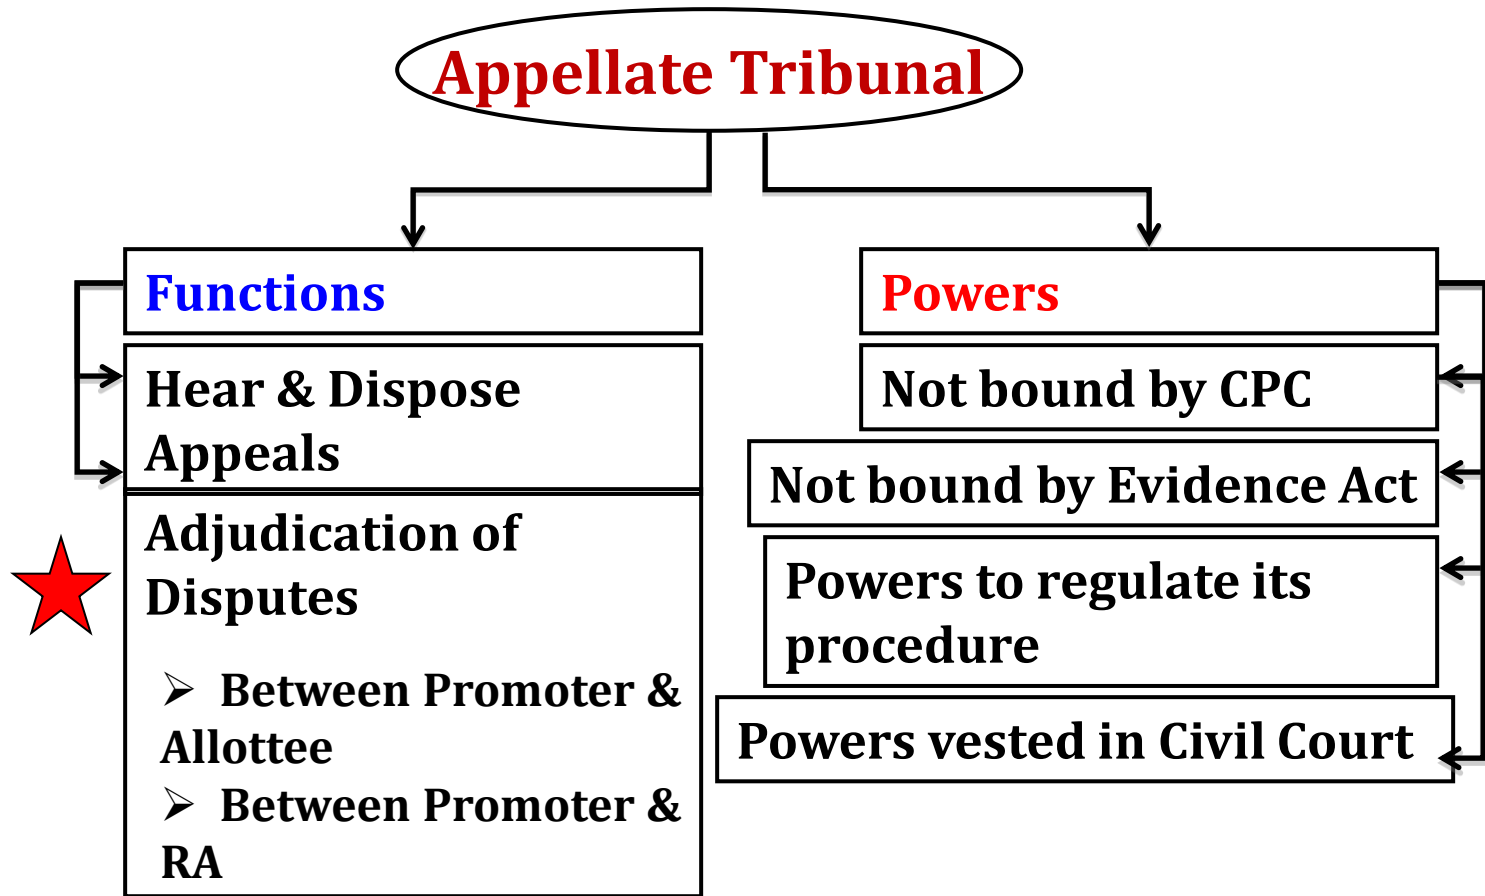 Appellate Tribunal
Functions
Hear & Dispose
Appeals
Adjudication of
Disputes
➢ Between Promoter &
Allottee
➢ Between Promoter &
RA
Powers
Not bound by CPC
Not bound by Evidence Act
Powers to regulate its
procedure
Powers vested in Civil Court